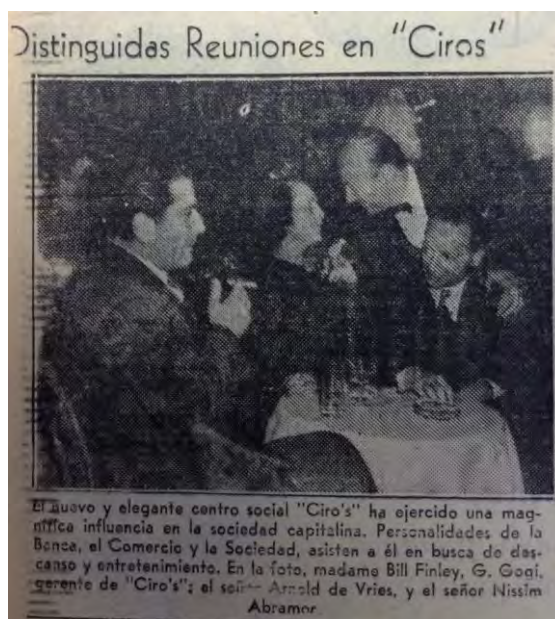 Distinguidas Reuniones en "Ciros"
El nuevo y elegante centro social "Ciro's" ha ejercido una mag-
nífica influencia en la sociedad capitalina. Personalidades de la
Banca, el Comercio y la Sociedad, asisten a él en busca de des-
canso y entretenimiento. En la foto, madame Bill Finley, G. Gogi,
gerente de "Ciro's"; el señor Arnold de Vries, y el señor Nissim
Abramor